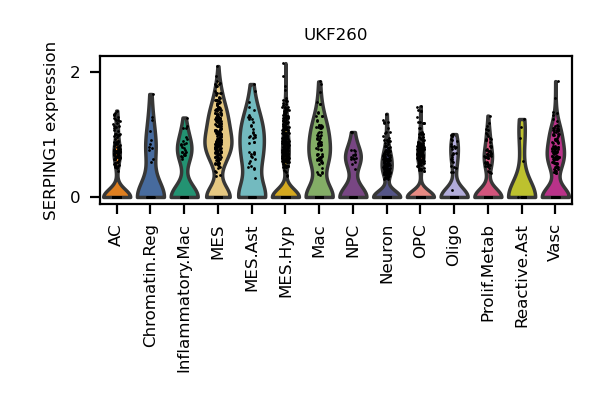 UKF260
SERPING1 expression
2
0
AC
Chromatin.Reg
Inflammatory.Mac
MES
MES.Ast
MES.Hyp
Mac
NPC
Neuron
OPC
Oligo
Prolif.Metab
Reactive.Ast
Vasc